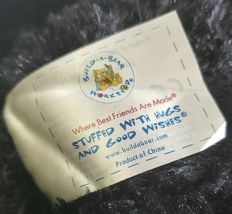 BUILD-A-BEAR
WORKSHOP®
Where Best Friends Are Made®
STUFFED WITH HUGS
AND GOOD WISHES®
www.buildabear.com
Product of China